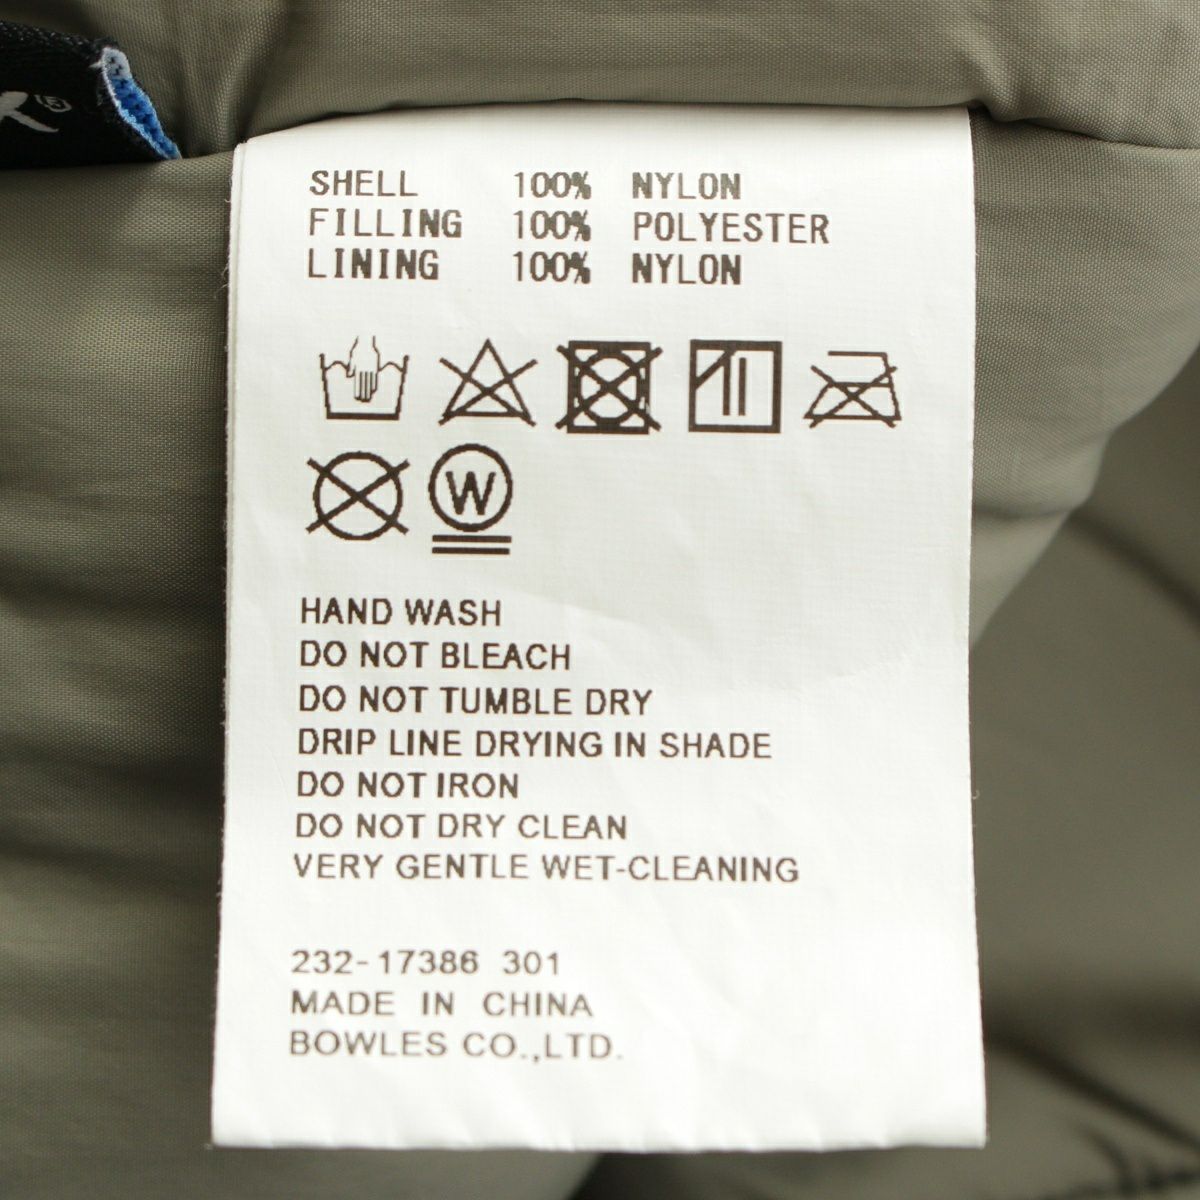 SHELL 100% NYLON
FILLING 100% POLYESTER
LINING 100% NYLON
W
HAND WASH
DO NOT BLEACH
DO NOT TUMBLE DRY
DRIP LINE DRYING IN SHADE
DO NOT IRON
DO NOT DRY CLEAN
VERY GENTLE WET-CLEANING
232-17386 301
MADE IN CHINA
BOWLES CO.,LTD.